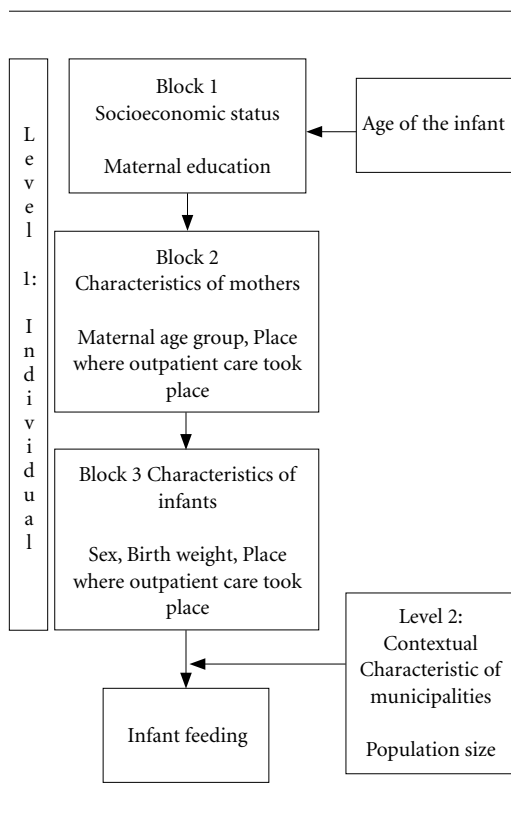 Level 1: Individual
Block 1
Socioeconomic status
Maternal education
Age of the infant
Block 2
Characteristics of mothers
Maternal age group, Place
where outpatient care took
place
Block 3 Characteristics of
infants
Sex, Birth weight, Place
where outpatient care took
place
Level 2:
Contextual
Characteristic of
municipalities
Population size
Infant feeding